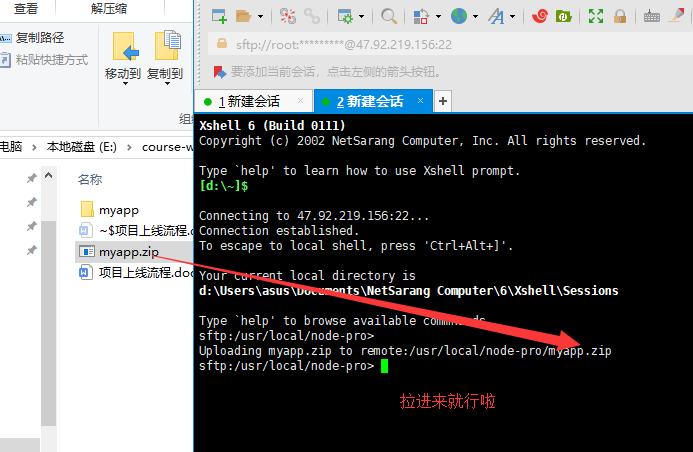 查看
解压缩
复制路径
粘贴快捷方式
移动到
复制到
组
sftp://root:*********@47.92.219.156:22
要添加当前会话，点击左侧的箭头按钮。
1 新建会话
2 新建会话
电脑
本地磁盘 (E:)
course-w
名称
myapp
~$项目上线流程.
myapp.zip
项目上线流程.doc
Xshell 6 (Build 0111)
Copyright (c) 2002 NetSarang Computer, Inc. All rights reserved.
Type `help' to learn how to use Xshell prompt.
[d:\~]$
Connecting to 47.92.219.156:22...
Connection established.
To escape to local shell, press 'Ctrl+Alt+]'.
Your current local directory is
d:\Users\asus\Documents\NetSarang Computer\6\Xshell\Sessions
Type `help' to browse available commands.
sftp:/usr/local/node-pro>
Uploading myapp.zip to remote:/usr/local/node-pro/myapp.zip
sftp:/usr/local/node-pro>
拉进来就行啦